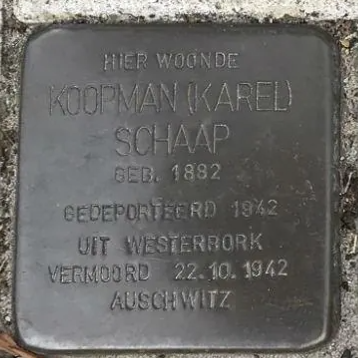 HIER WOONDE
KOOPMAN (KAREL)
SCHAAP
GEB. 1882
GEDEPORTEERD 1942
UIT WESTERBORK
VERMOORD 22.10.1942
AUSCHWITZ